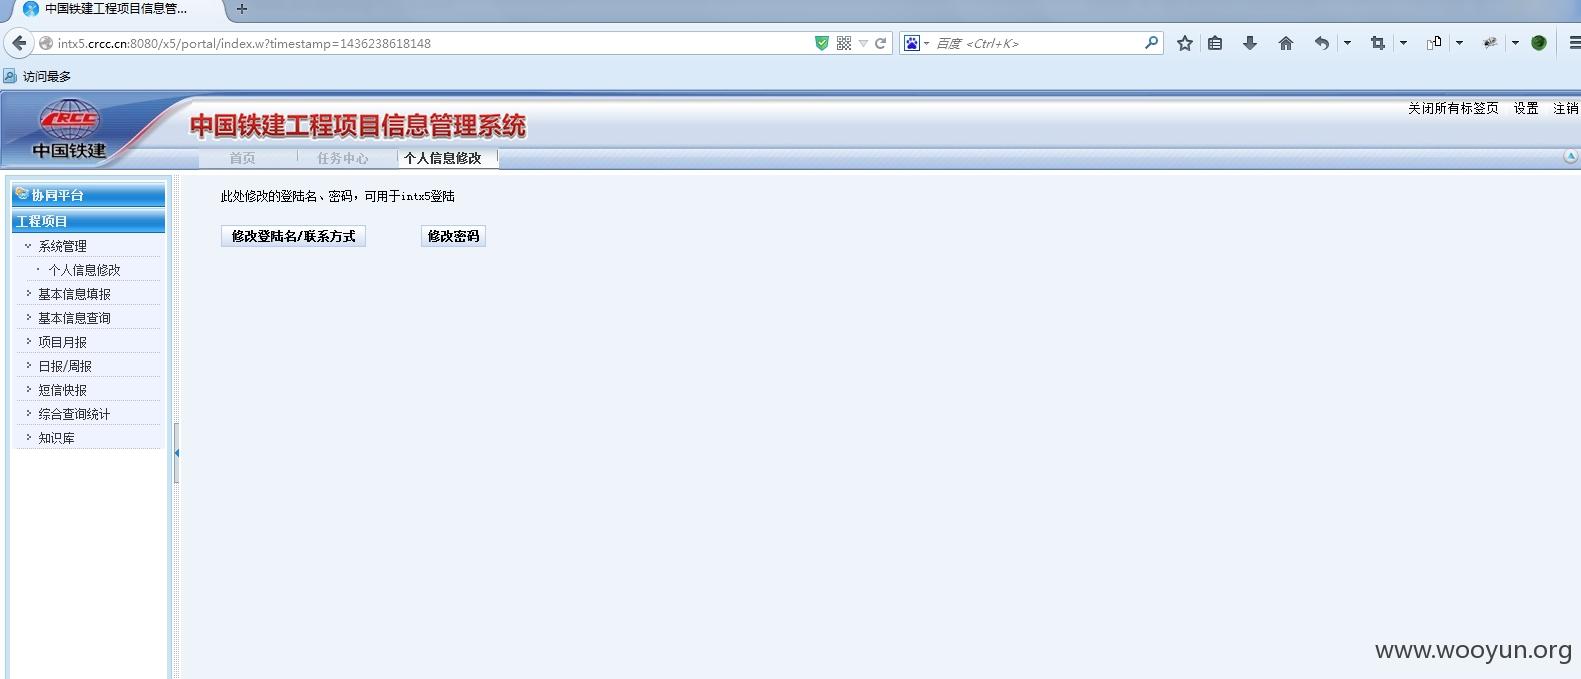 中国铁建工程项目信息管...
intx5.crcc.cn:8080/x5/portal/index.w?timestamp=1436238618148
百度 <Ctrl+K>
访问最多
CRCC
中国铁建
中国铁建工程项目信息管理系统
关闭所有标签页 设置 注销
首页 任务中心 个人信息修改
协同平台
工程项目
系统管理
个人信息修改
基本信息填报
基本信息查询
项目月报
日报/周报
短信快报
综合查询统计
知识库
此处修改的登陆名、密码，可用于intx5登陆
修改登陆名/联系方式 修改密码
www.wooyun.org